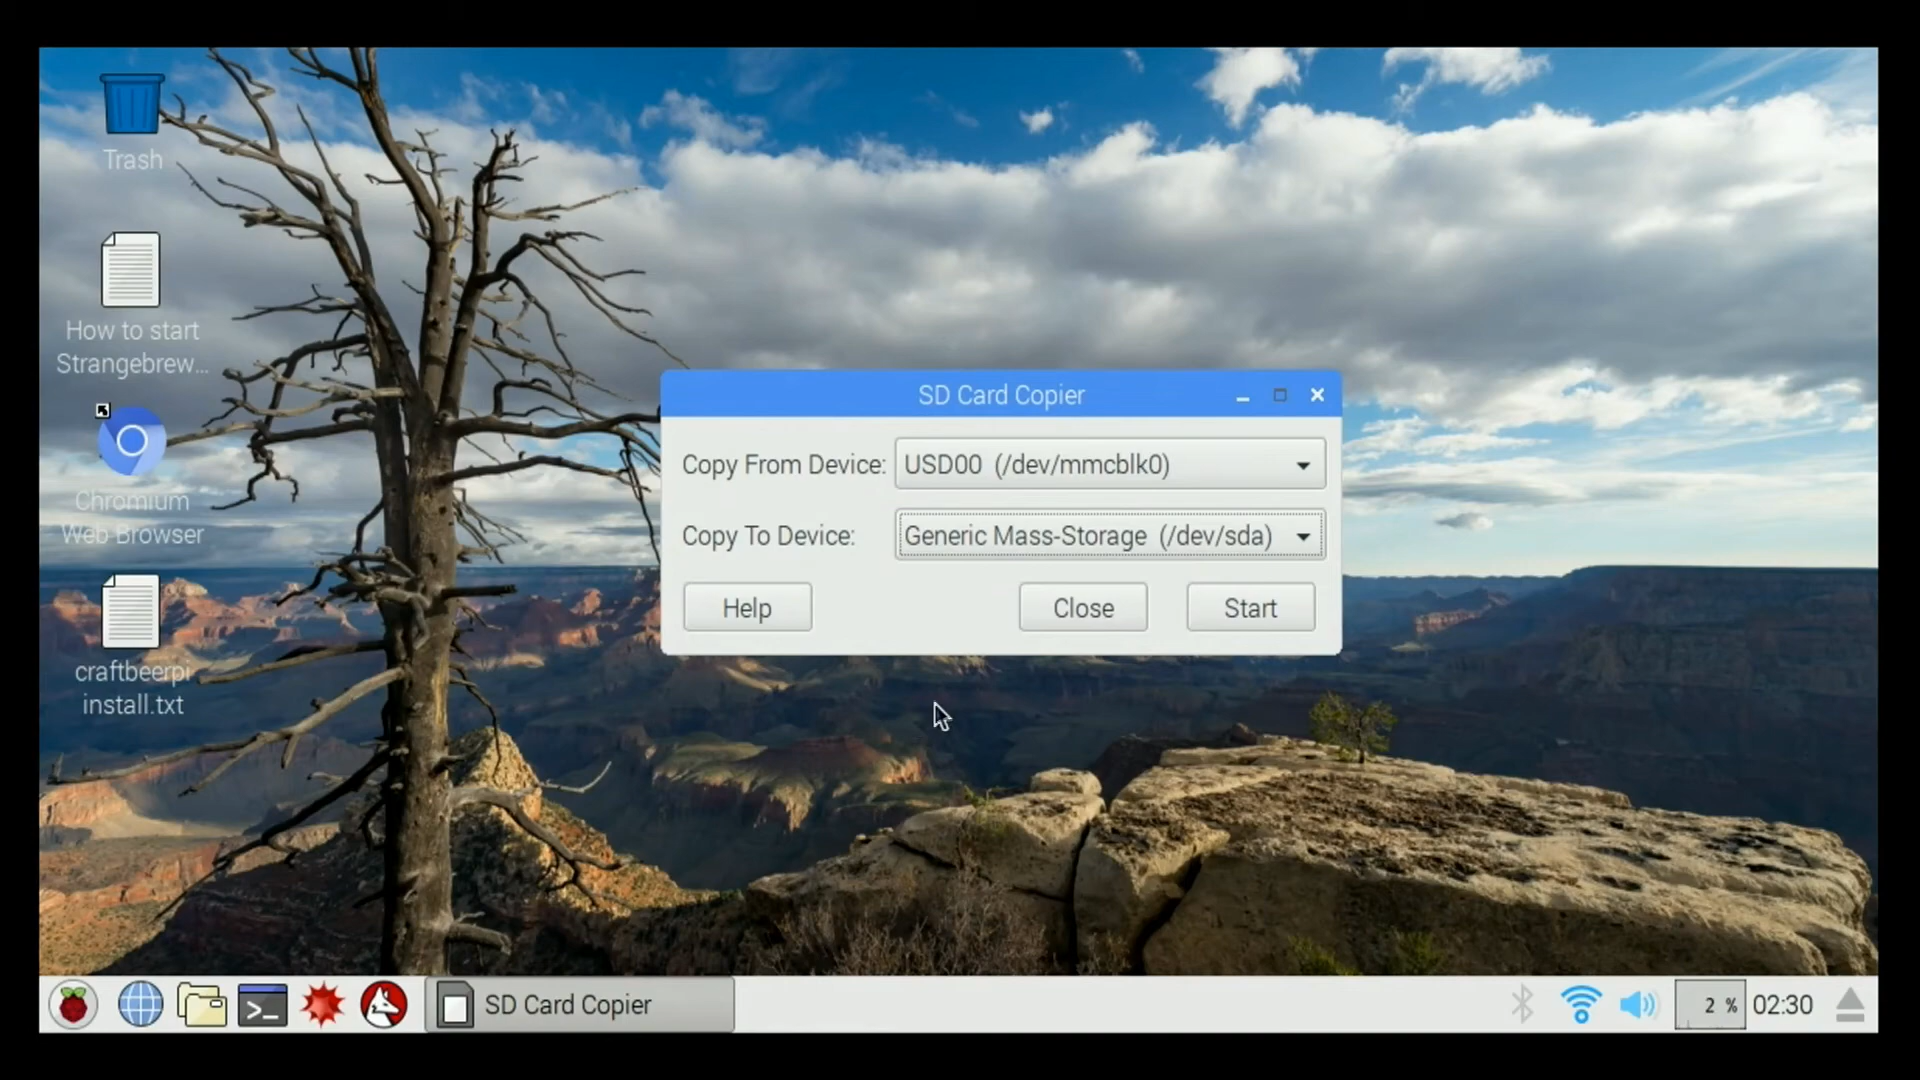 Trash
How to start
Strangebrew...
Chromium
Web Browser
craftbeerpi
install.txt
SD Card Copier
Copy From Device: USD00 (/dev/mmcblk0)
Copy To Device: Generic Mass-Storage (/dev/sda)
Help Close Start
SD Card Copier 2 % 02:30